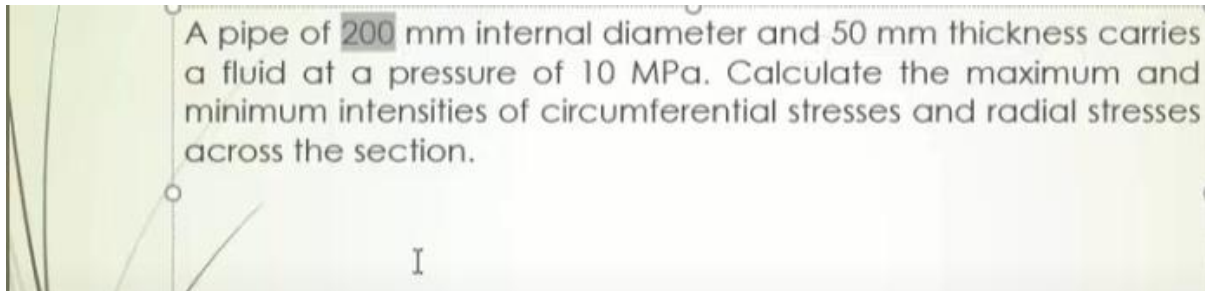 A pipe of 200 mm internal diameter and 50 mm thickness carries
a fluid at a pressure of 10 MPa. Calculate the maximum and
minimum intensities of circumferential stresses and radial stresses
across the section.